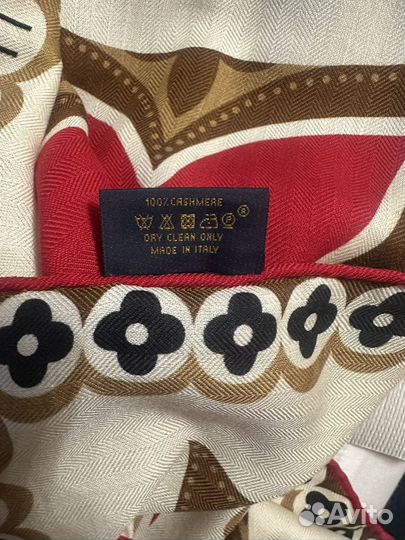 100% CASHMERE
P
DRY CLEAN ONLY
MADE IN ITALY
Avito